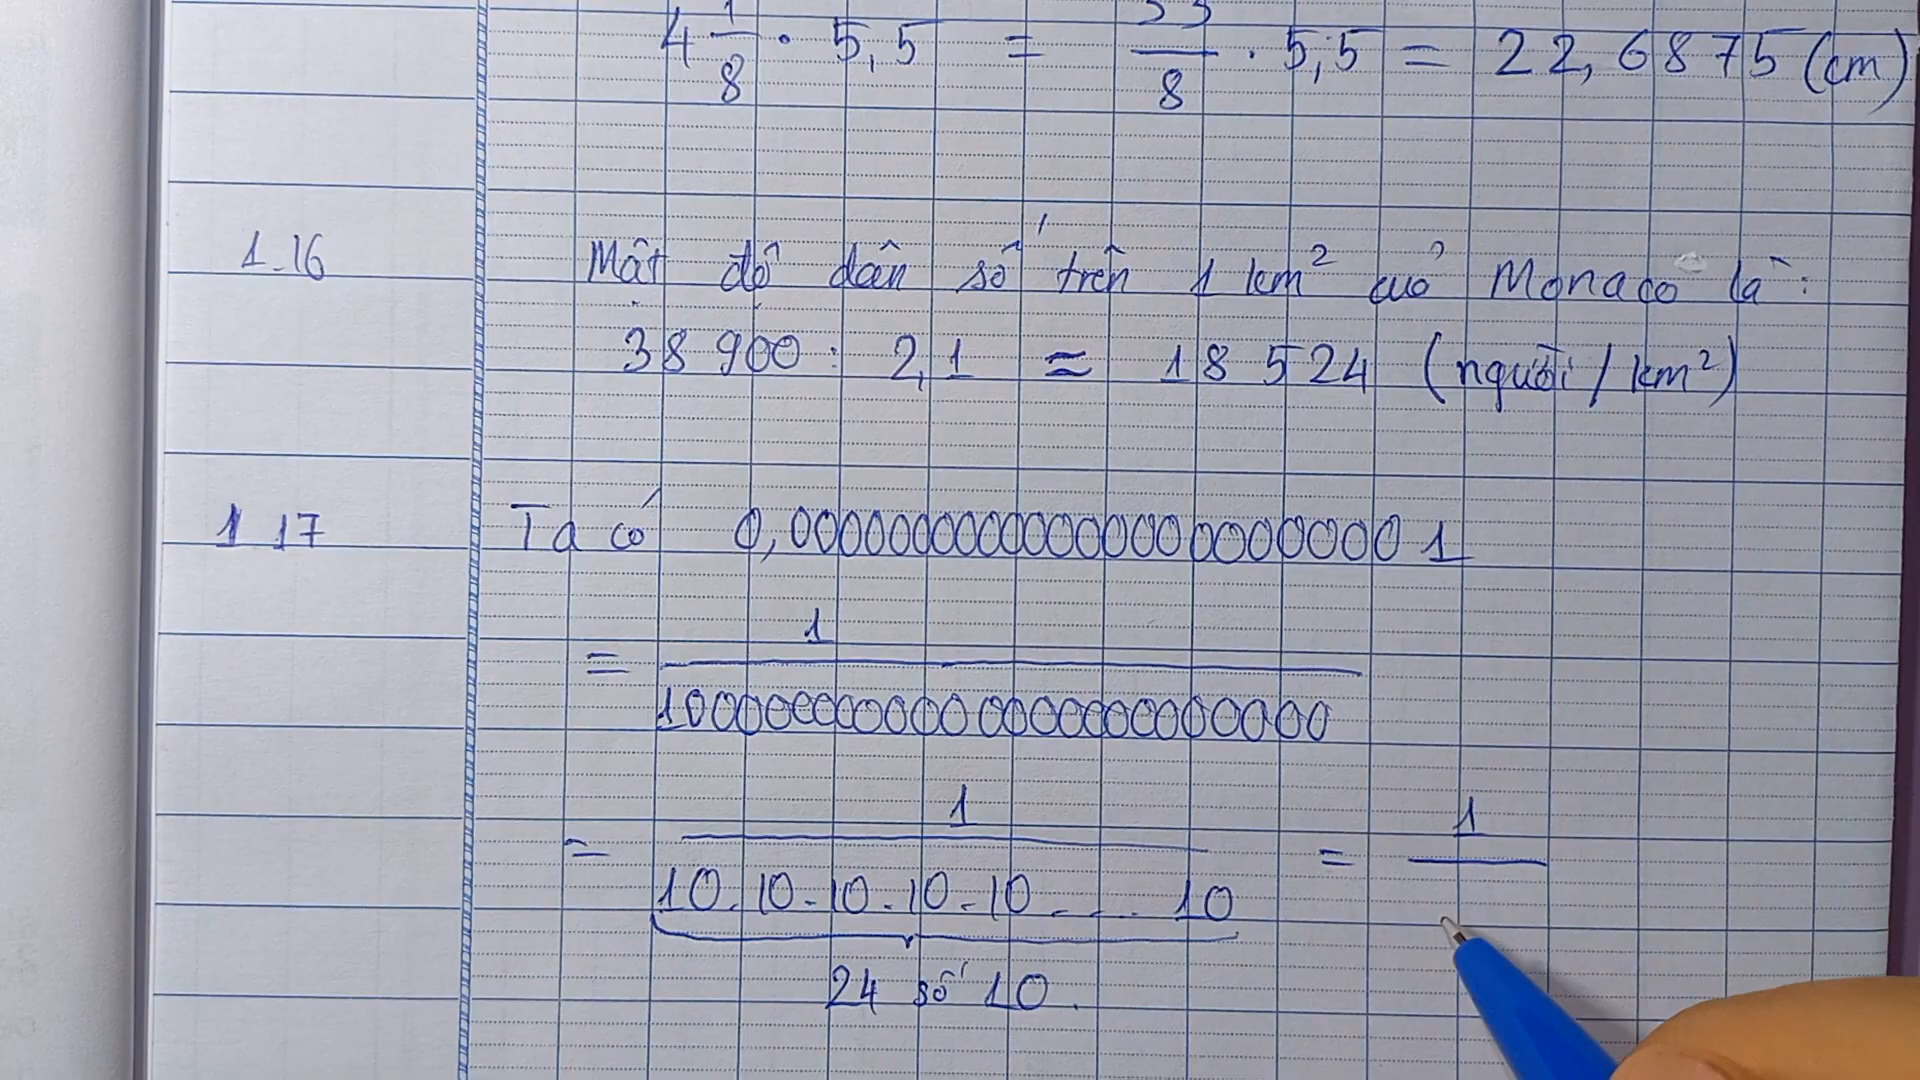 4 1/8 . 5,5 = 33/8 . 5,5 = 22,6875 (cm)
1.16 Mật độ dân số trên 1 km² của Monaco là:
38 900 : 2,1 ≈ 18 524 (người / km²)
1.17 Ta có 0,000000000000000000000001
= 1/1000000000000000000000000
= 1/10.10.10.10.10....10 = 1/
24 số 10.